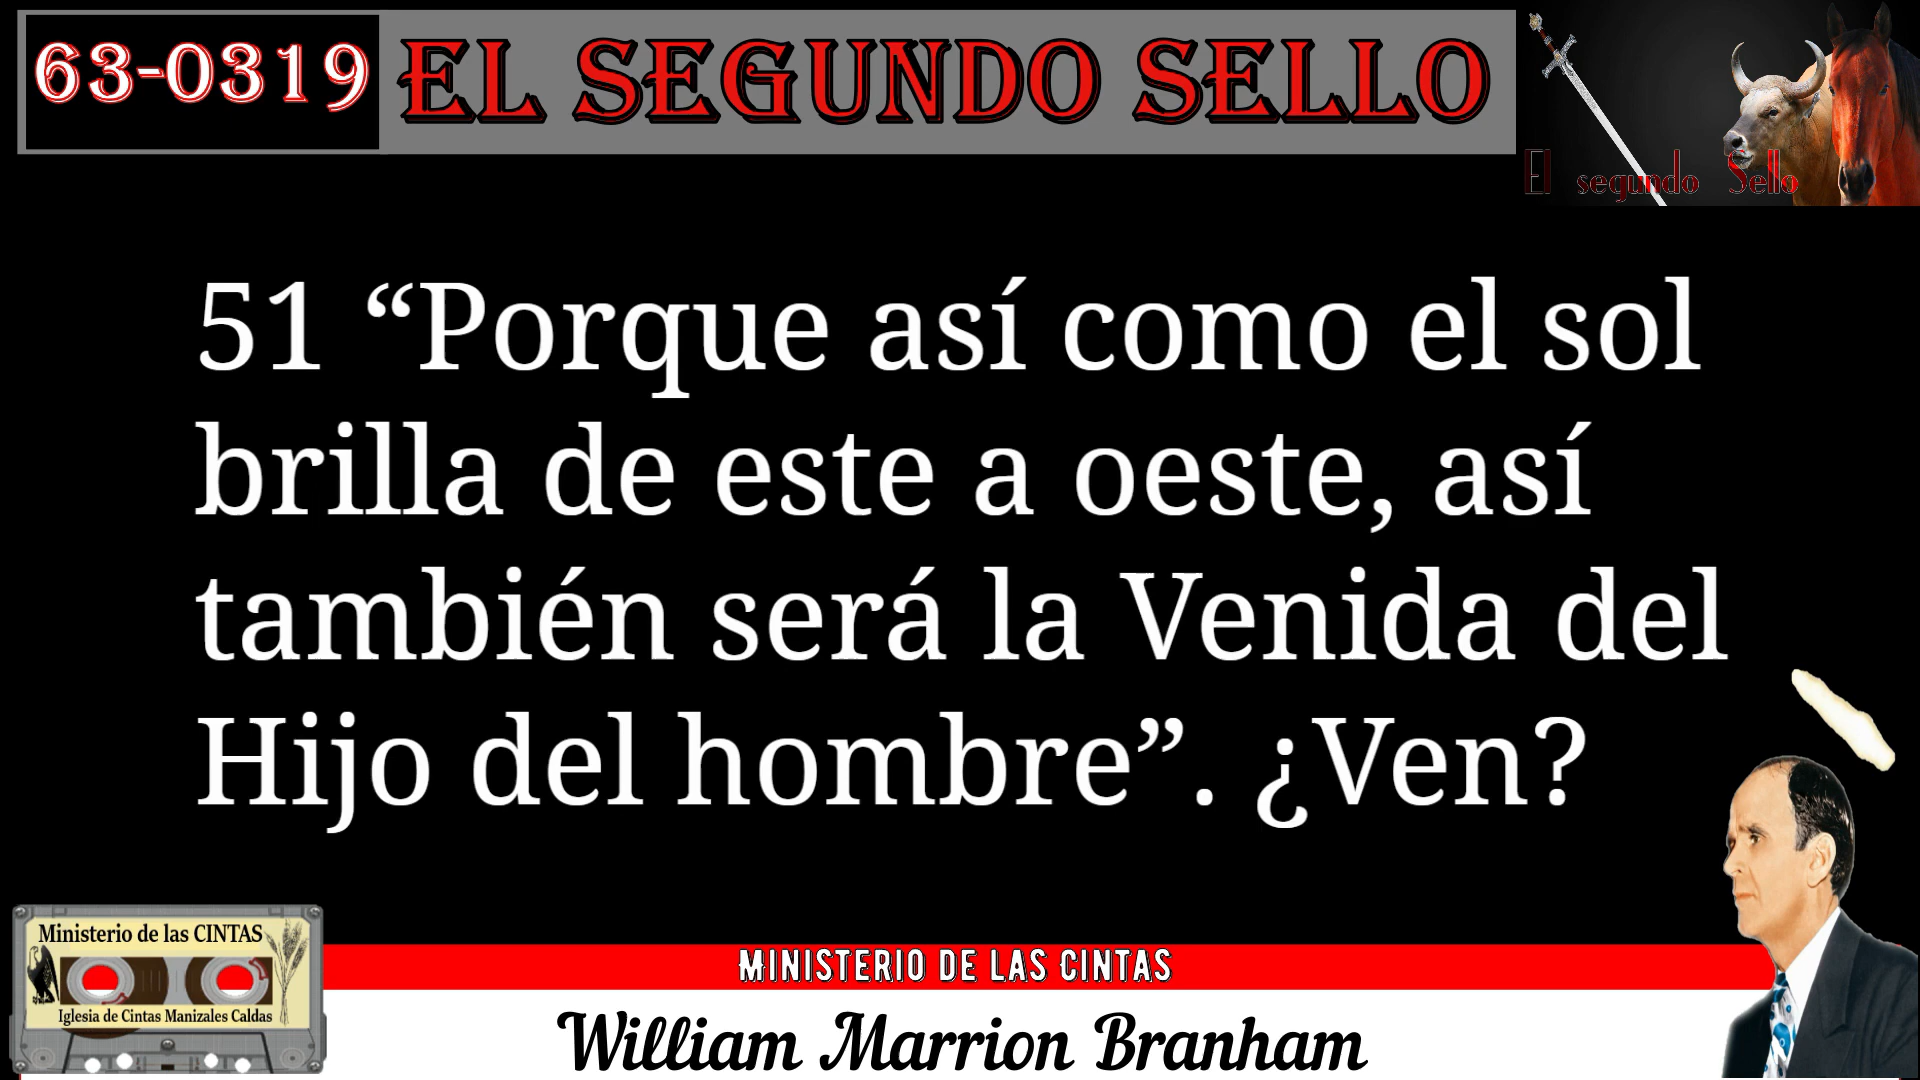 63-0319 EL SEGUNDO SELLO
El segundo Sello
51 “Porque así como el sol
brilla de este a oeste, así
también será la Venida del
Hijo del hombre”. ¿Ven?
Ministerio de las CINTAS
Iglesia de Cintas Manizales Caldas
MINISTERIO DE LAS CINTAS
William Marrion Branham